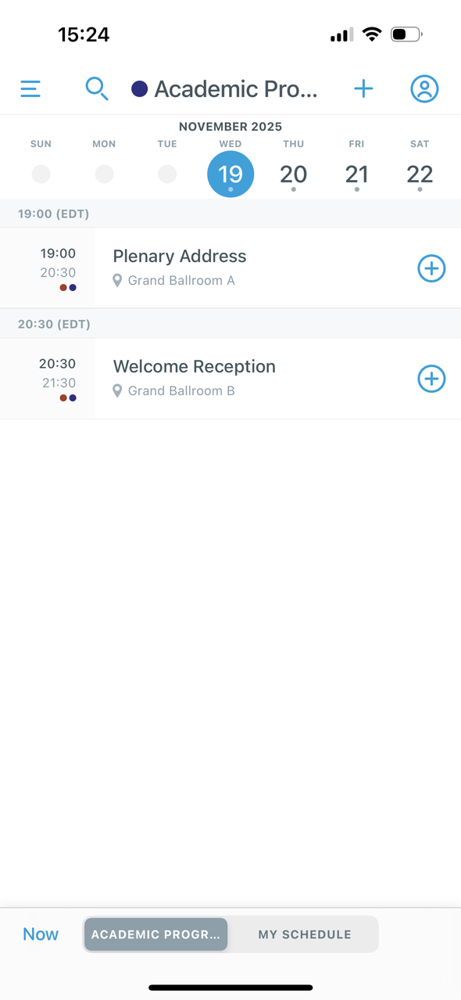 15:24
Academic Pro...
NOVEMBER 2025
SUN MON TUE WED THU FRI SAT
19 20 21 22
19:00 (EDT)
19:00 Plenary Address
20:30 Grand Ballroom A
20:30 (EDT)
20:30 Welcome Reception
21:30 Grand Ballroom B
Now ACADEMIC PROGR... MY SCHEDULE